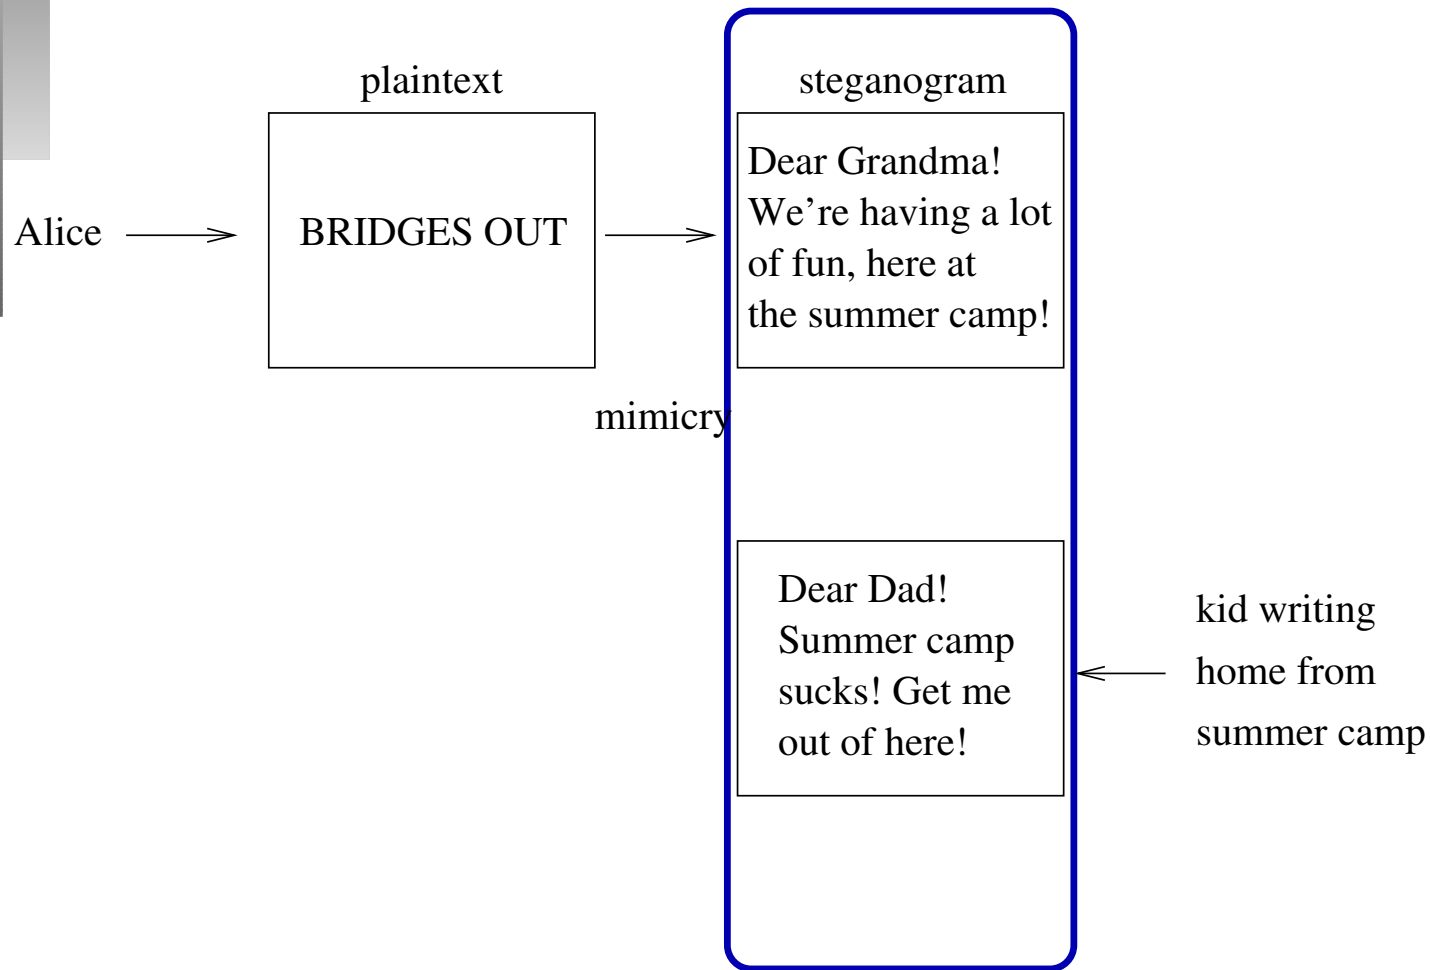 plaintext
steganogram
Alice
BRIDGES OUT
Dear Grandma!
We're having a lot
of fun, here at
the summer camp!
mimicry
Dear Dad!
Summer camp
sucks! Get me
out of here!
kid writing
home from
summer camp